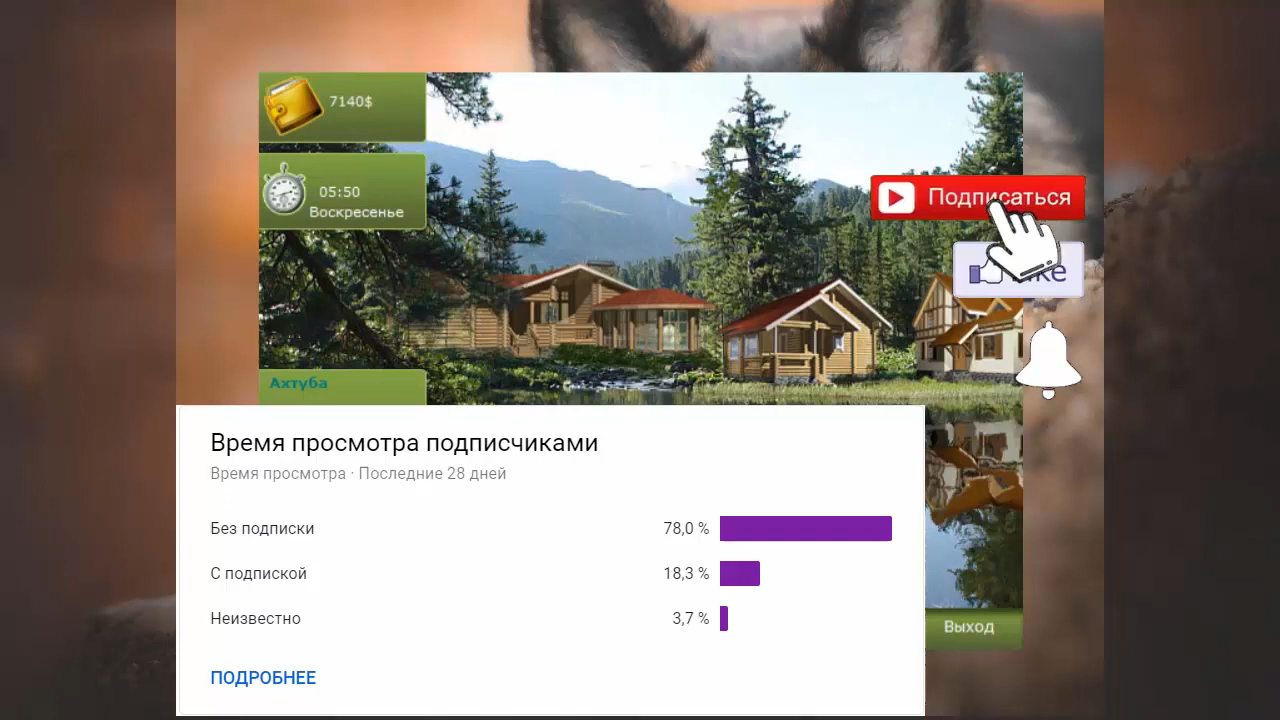 7140$
05:50
Воскресенье
Подписаться
Ахтуба
Время просмотра подписчиками
Время просмотра · Последние 28 дней
Без подписки 78,0 %
С подпиской 18,3 %
Неизвестно 3,7 %
ПОДРОБНЕЕ
Выход